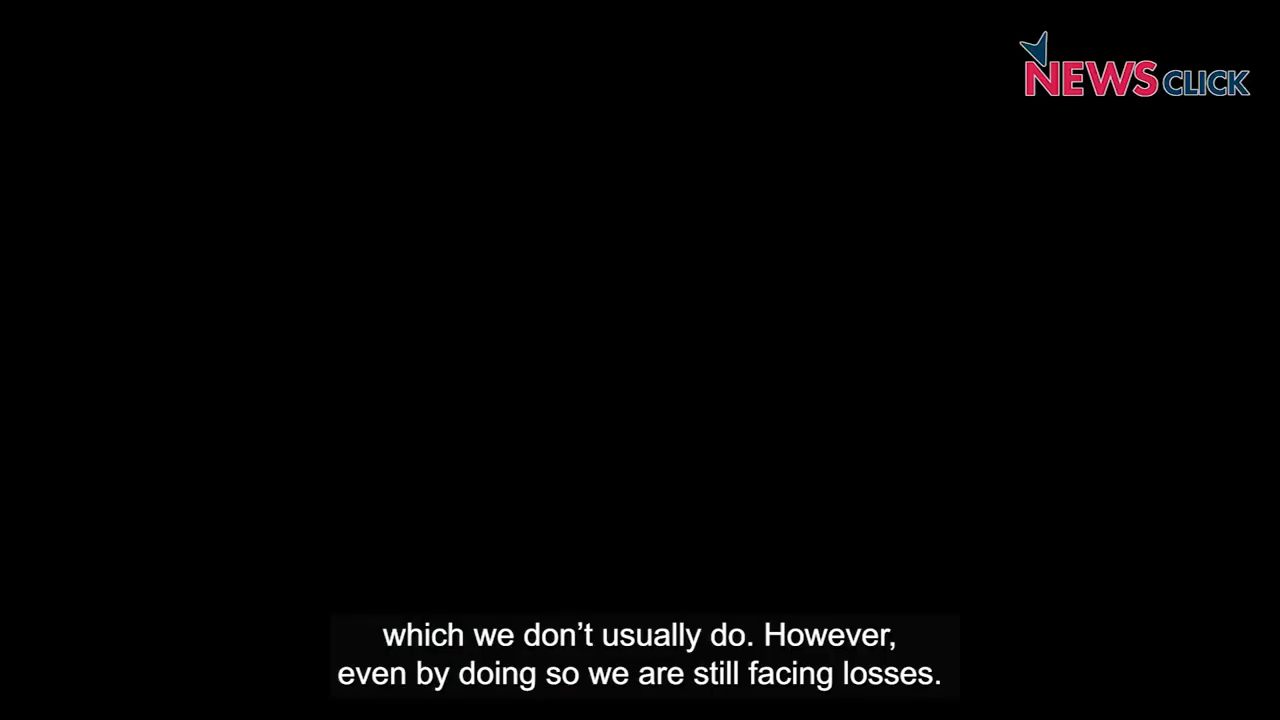 NEWSCLICK
which we don’t usually do. However,
even by doing so we are still facing losses.